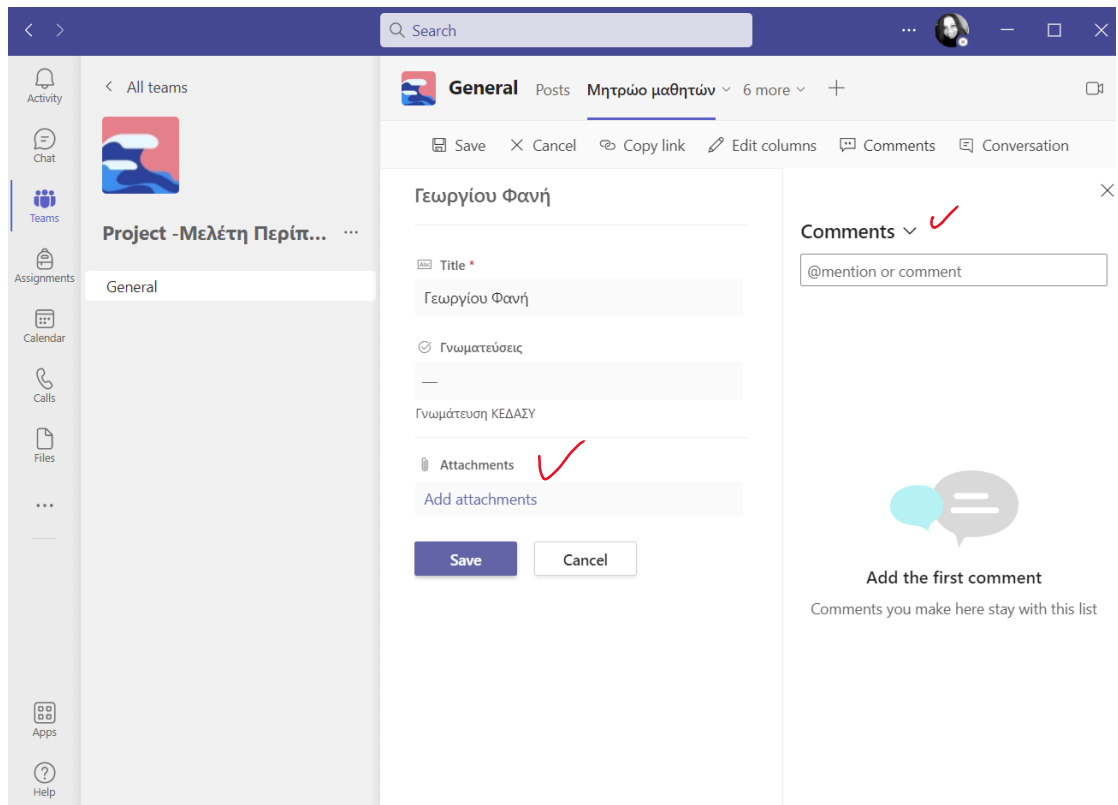 Search
Activity
Chat
Teams
Assignments
Calendar
Calls
Files
Apps
Help
All teams
Project -Μελέτη Περίπ...
General
General Posts Μητρώο μαθητών 6 more
Save Cancel Copy link Edit columns Comments Conversation
Γεωργίου Φανή
Abc Title *
Γεωργίου Φανή
Γνωματεύσεις
—
Γνωμάτευση ΚΕΔΑΣΥ
Attachments
Add attachments
Save Cancel
Comments
@mention or comment
Add the first comment
Comments you make here stay with this list